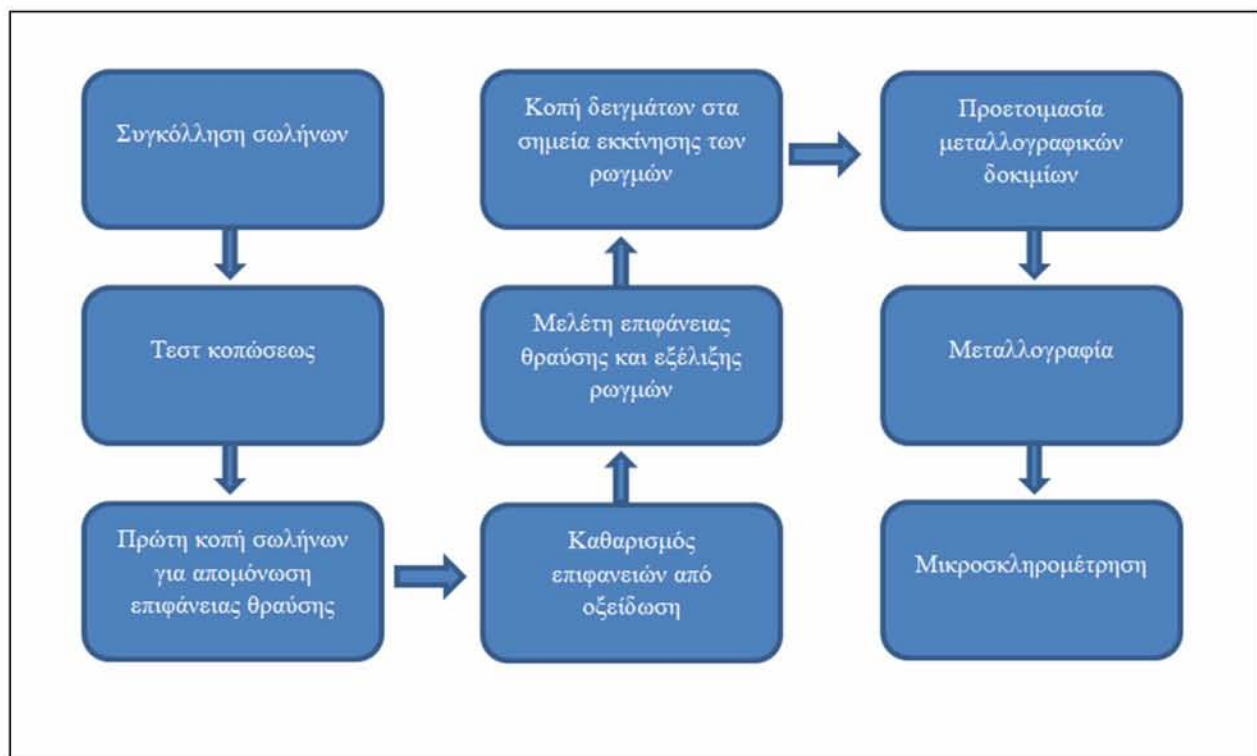 Συγκόλληση σωλήνων
Τεστ κοπώσεως
Πρώτη κοπή σωλήνων
για απομόνωση
επιφάνειας θραύσης
Καθαρισμός
επιφανειών από
οξείδωση
Μελέτη επιφάνειας
θραύσης και εξέλιξης
ρωγμών
Κοπή δειγμάτων στα
σημεία εκκίνησης των
ρωγμών
Προετοιμασία
μεταλλογραφικών
δοκιμίων
Μεταλλογραφία
Μικροσκληρομέτρηση